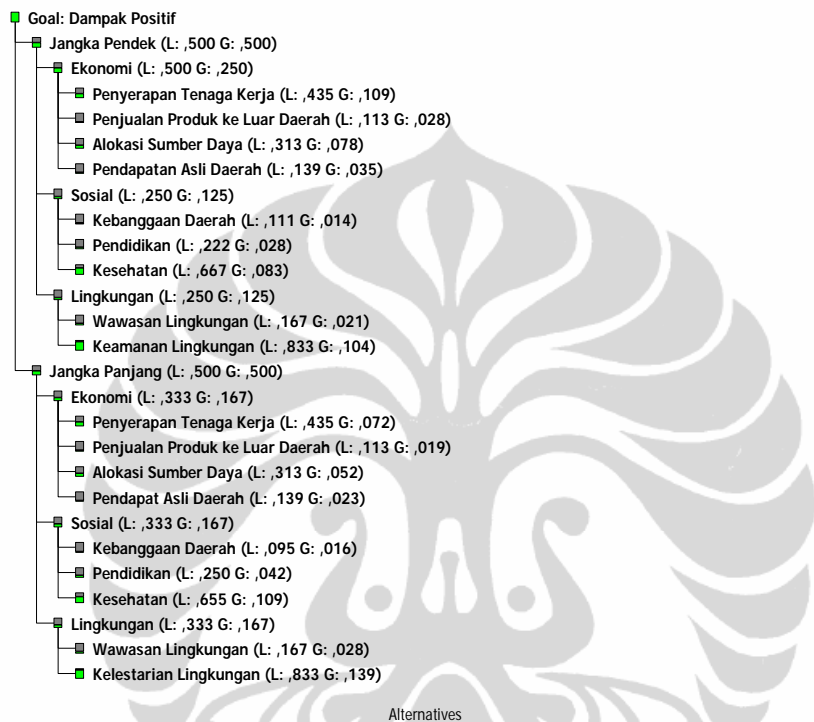 Goal: Dampak Positif
Jangka Pendek (L: ,500 G: ,500)
Ekonomi (L: ,500 G: ,250)
Penyerapan Tenaga Kerja (L: ,435 G: ,109)
Penjualan Produk ke Luar Daerah (L: ,113 G: ,028)
Alokasi Sumber Daya (L: ,313 G: ,078)
Pendapatan Asli Daerah (L: ,139 G: ,035)
Sosial (L: ,250 G: ,125)
Kebanggaan Daerah (L: ,111 G: ,014)
Pendidikan (L: ,222 G: ,028)
Kesehatan (L: ,667 G: ,083)
Lingkungan (L: ,250 G: ,125)
Wawasan Lingkungan (L: ,167 G: ,021)
Keamanan Lingkungan (L: ,833 G: ,104)
Jangka Panjang (L: ,500 G: ,500)
Ekonomi (L: ,333 G: ,167)
Penyerapan Tenaga Kerja (L: ,435 G: ,072)
Penjualan Produk ke Luar Daerah (L: ,113 G: ,019)
Alokasi Sumber Daya (L: ,313 G: ,052)
Pendapat Asli Daerah (L: ,139 G: ,023)
Sosial (L: ,333 G: ,167)
Kebanggaan Daerah (L: ,095 G: ,016)
Pendidikan (L: ,250 G: ,042)
Kesehatan (L: ,655 G: ,109)
Lingkungan (L: ,333 G: ,167)
Wawasan Lingkungan (L: ,167 G: ,028)
Kelestarian Lingkungan (L: ,833 G: ,139)
Alternatives